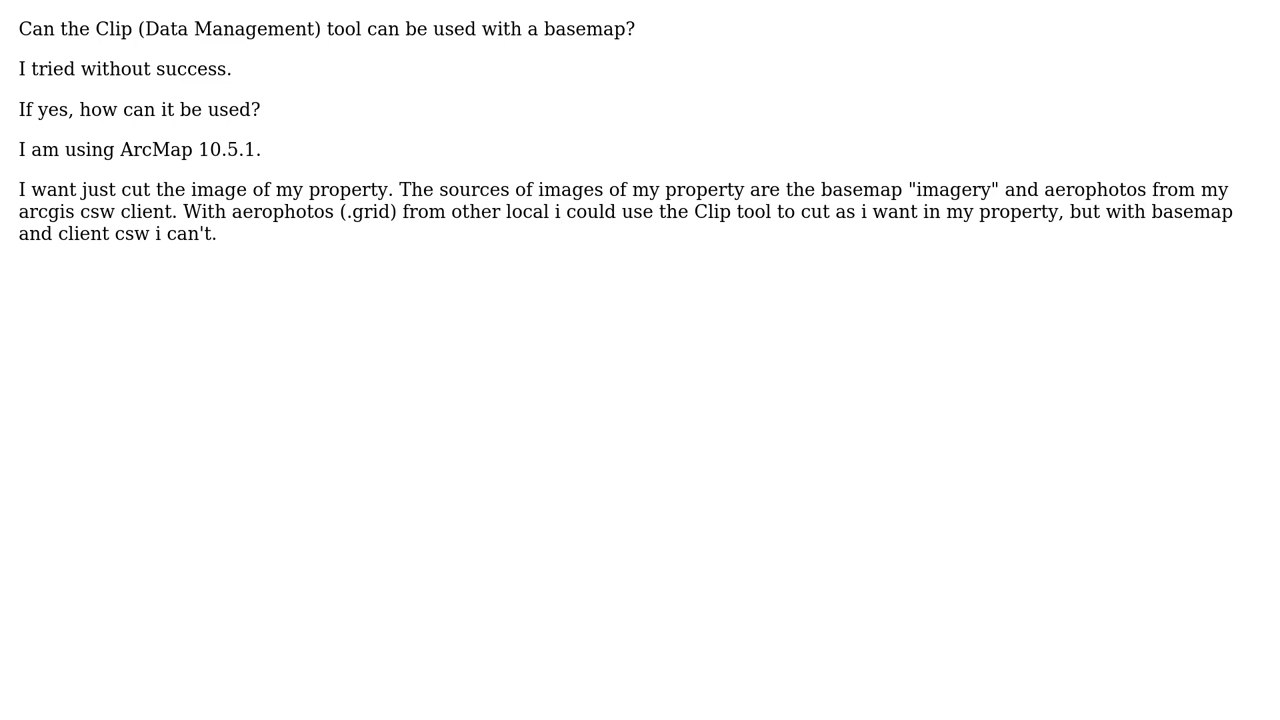 Can the Clip (Data Management) tool can be used with a basemap?
I tried without success.
If yes, how can it be used?
I am using ArcMap 10.5.1.
I want just cut the image of my property. The sources of images of my property are the basemap "imagery" and aerophotos from my
arcgis csw client. With aerophotos (.grid) from other local i could use the Clip tool to cut as i want in my property, but with basemap
and client csw i can't.